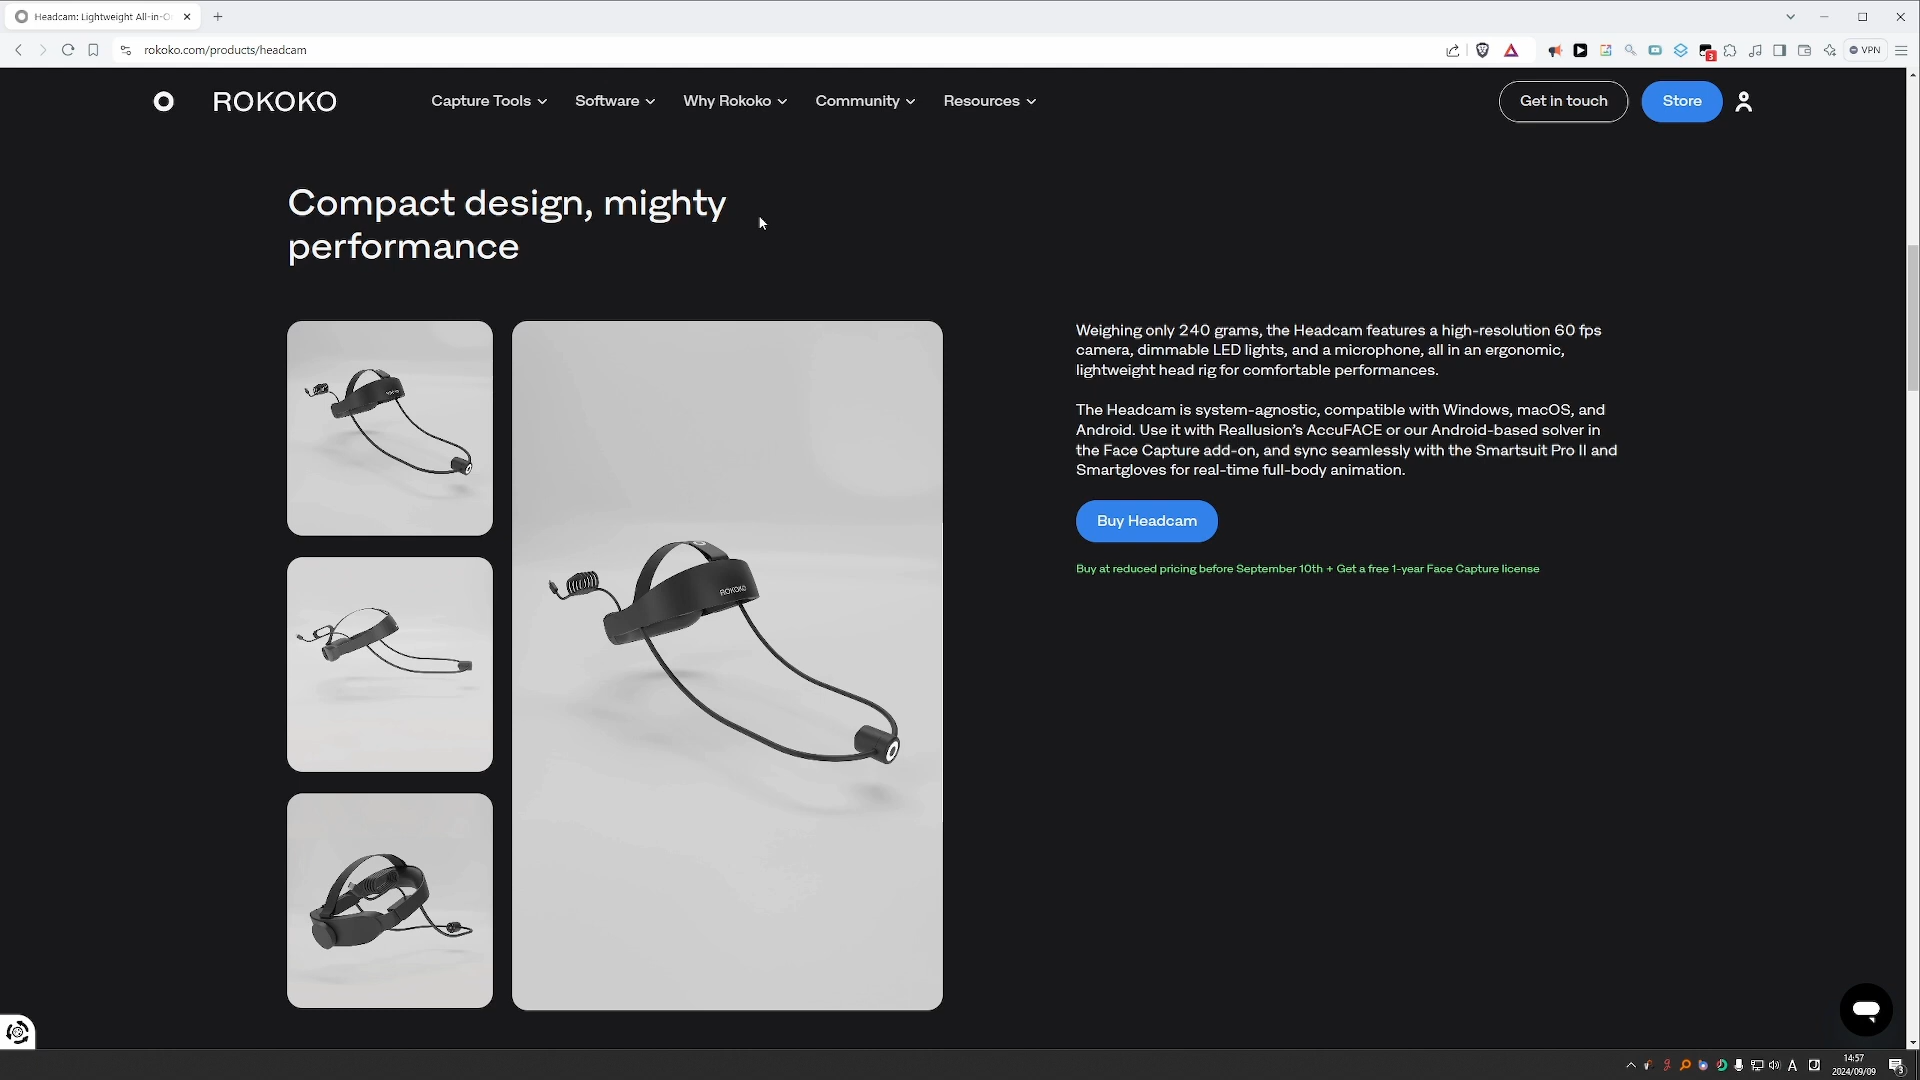 Headcam: Lightweight All-in-O
rokoko.com/products/headcam
3
VPN
ROKOKO
Capture Tools
Software
Why Rokoko
Community
Resources
Get in touch
Store
Compact design, mighty
performance
ROKOKO
Weighing only 240 grams, the Headcam features a high-resolution 60 fps
camera, dimmable LED lights, and a microphone, all in an ergonomic,
lightweight head rig for comfortable performances.
The Headcam is system-agnostic, compatible with Windows, macOS, and
Android. Use it with Reallusion’s AccuFACE or our Android-based solver in
the Face Capture add-on, and sync seamlessly with the Smartsuit Pro II and
Smartgloves for real-time full-body animation.
Buy Headcam
Buy at reduced pricing before September 10th + Get a free 1-year Face Capture license
A
14:57
2024/09/09
3